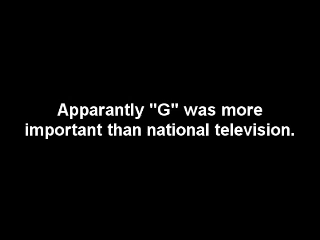 Apparantly "G" was more
important than national television.